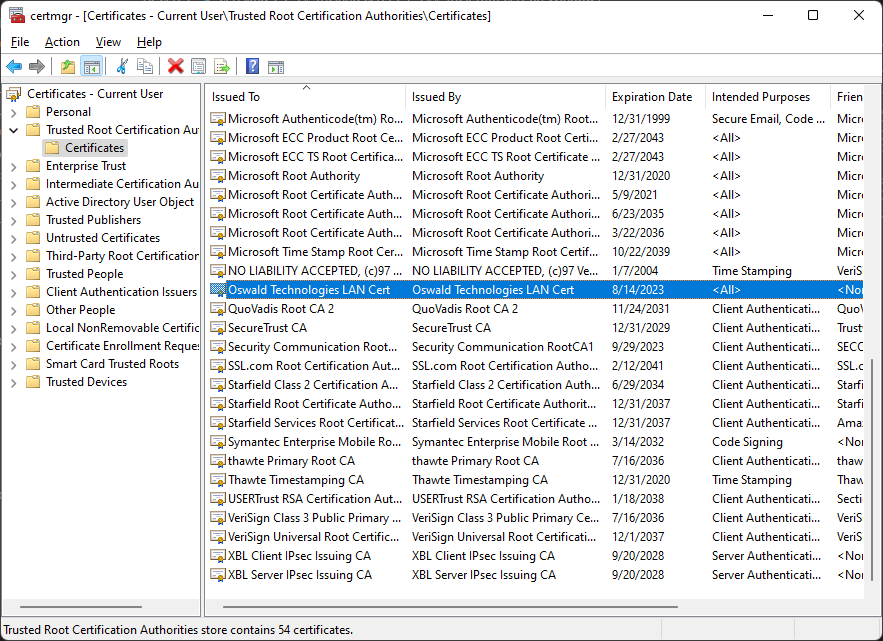 certmgr - [Certificates - Current User\Trusted Root Certification Authorities\Certificates]
File Action View Help
Certificates - Current User
Personal
Trusted Root Certification Au
Certificates
Enterprise Trust
Intermediate Certification Au
Active Directory User Object
Trusted Publishers
Untrusted Certificates
Third-Party Root Certification
Trusted People
Client Authentication Issuers
Other People
Local NonRemovable Certific
Certificate Enrollment Reques
Smart Card Trusted Roots
Trusted Devices
Issued To Issued By Expiration Date Intended Purposes Frien
Microsoft Authenticode(tm) Ro... Microsoft Authenticode(tm) Root... 12/31/1999 Secure Email, Code ... Micro
Microsoft ECC Product Root Ce... Microsoft ECC Product Root Certi... 2/27/2043 <All> Micro
Microsoft ECC TS Root Certifica... Microsoft ECC TS Root Certificate ... 2/27/2043 <All> Micro
Microsoft Root Authority Microsoft Root Authority 12/31/2020 <All> Micro
Microsoft Root Certificate Auth... Microsoft Root Certificate Authori... 5/9/2021 <All> Micro
Microsoft Root Certificate Auth... Microsoft Root Certificate Authori... 6/23/2035 <All> Micro
Microsoft Root Certificate Auth... Microsoft Root Certificate Authori... 3/22/2036 <All> Micro
Microsoft Time Stamp Root Cer... Microsoft Time Stamp Root Certif... 10/22/2039 <All> Micro
NO LIABILITY ACCEPTED, (c)97 ... NO LIABILITY ACCEPTED, (c)97 Ve... 1/7/2004 Time Stamping VeriS
Oswald Technologies LAN Cert Oswald Technologies LAN Cert 8/14/2023 <All> <Nor
QuoVadis Root CA 2 QuoVadis Root CA 2 11/24/2031 Client Authenticati... QuoV
SecureTrust CA SecureTrust CA 12/31/2029 Client Authenticati... Trust
Security Communication Root... Security Communication RootCA1 9/29/2023 Client Authenticati... SECC
SSL.com Root Certification Aut... SSL.com Root Certification Autho... 2/12/2041 Client Authenticati... SSL.c
Starfield Class 2 Certification A... Starfield Class 2 Certification Auth... 6/29/2034 Client Authenticati... Starfi
Starfield Root Certificate Autho... Starfield Root Certificate Authorit... 12/31/2037 Client Authenticati... Starfi
Starfield Services Root Certificat... Starfield Services Root Certificate ... 12/31/2037 Client Authenticati... Ama
Symantec Enterprise Mobile Ro... Symantec Enterprise Mobile Root ... 3/14/2032 Code Signing <Nor
thawte Primary Root CA thawte Primary Root CA 7/16/2036 Client Authenticati... thaw
Thawte Timestamping CA Thawte Timestamping CA 12/31/2020 Time Stamping Thaw
USERTrust RSA Certification Aut... USERTrust RSA Certification Autho... 1/18/2038 Client Authenticati... Secti
VeriSign Class 3 Public Primary ... VeriSign Class 3 Public Primary Ce... 7/16/2036 Client Authenticati... VeriS
VeriSign Universal Root Certific... VeriSign Universal Root Certificati... 12/1/2037 Client Authenticati... VeriS
XBL Client IPsec Issuing CA XBL Client IPsec Issuing CA 9/20/2028 Server Authenticati... <Nor
XBL Server IPsec Issuing CA XBL Server IPsec Issuing CA 9/20/2028 Server Authenticati... <Nor
Trusted Root Certification Authorities store contains 54 certificates.